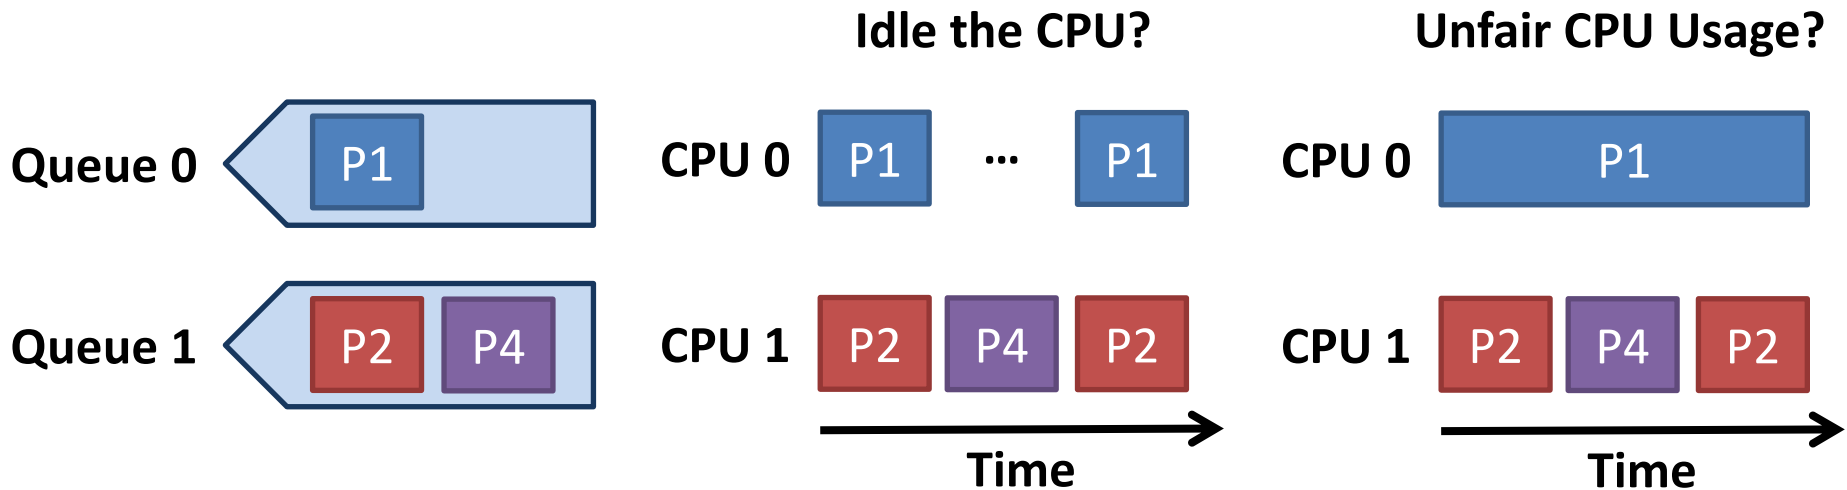 Idle the CPU?
Unfair CPU Usage?
Queue 0
P1
CPU 0
P1
...
P1
CPU 0
P1
Queue 1
P2
P4
CPU 1
P2
P4
P2
CPU 1
P2
P4
P2
Time
Time